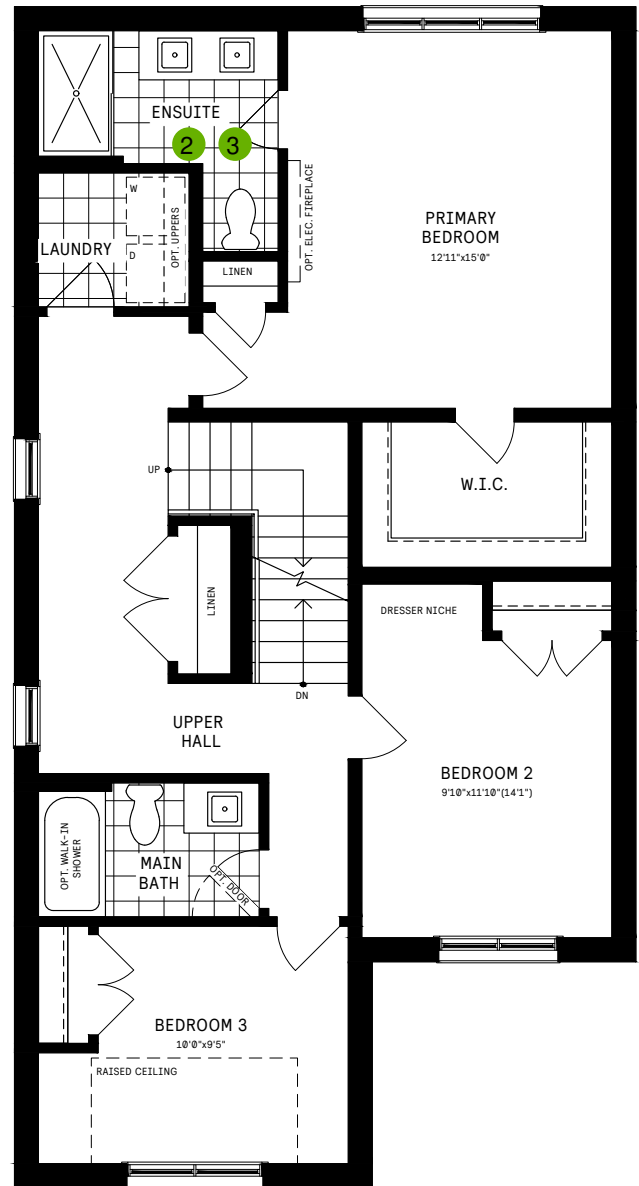 ENSUITE
2 3
W
D
OPT. UPPERS
LAUNDRY
OPT. ELEC. FIREPLACE
LINEN
PRIMARY
BEDROOM
12'11"x15'0"
UP
W.I.C.
LINEN
DRESSER NICHE
DN
UPPER
HALL
BEDROOM 2
9'10"x11'10"(14'1")
OPT. WALK-IN
SHOWER
MAIN
BATH
OPT. DOOR
BEDROOM 3
10'0"x9'5"
RAISED CEILING